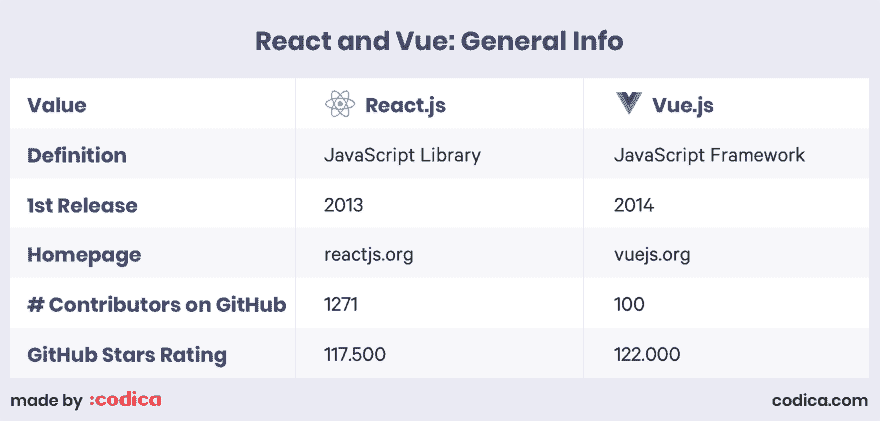 React and Vue: General Info
Value React.js Vue.js
Definition JavaScript Library JavaScript Framework
1st Release 2013 2014
Homepage reactjs.org vuejs.org
# Contributors on GitHub 1271 100
GitHub Stars Rating 117.500 122.000
made by :codica codica.com